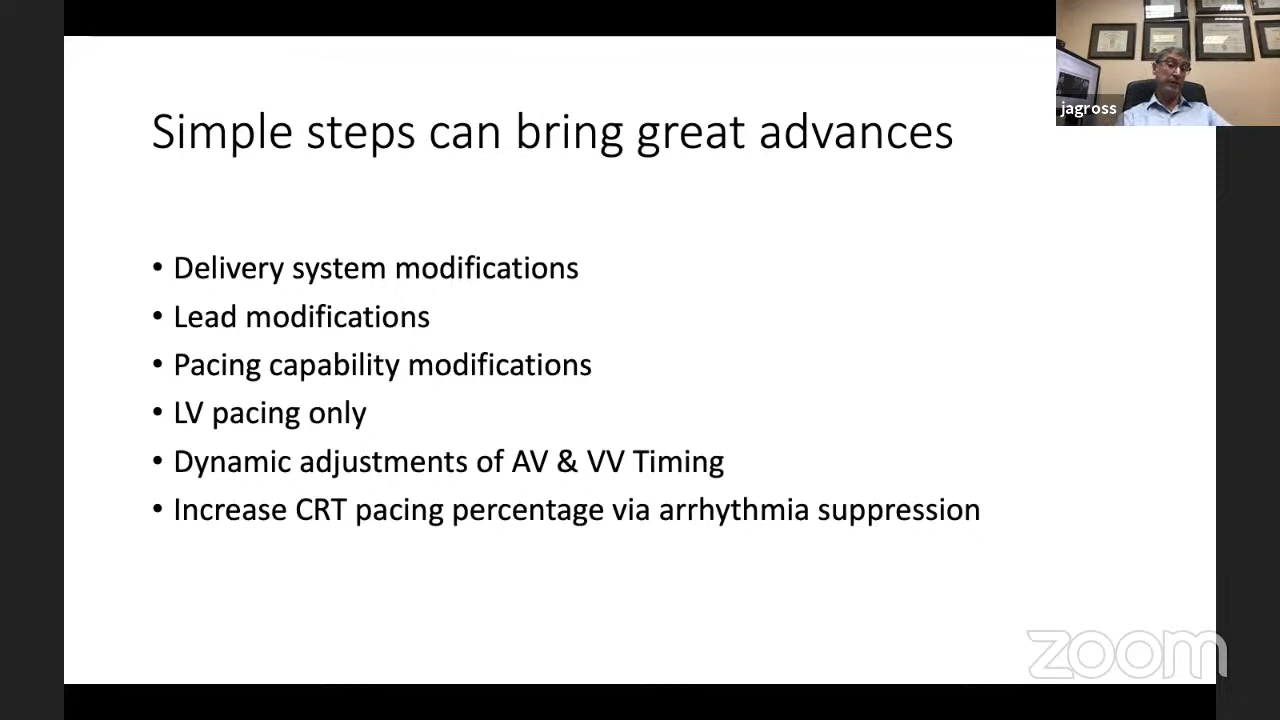 jagross
Simple steps can bring great advances
• Delivery system modifications
• Lead modifications
• Pacing capability modifications
• LV pacing only
• Dynamic adjustments of AV & VV Timing
• Increase CRT pacing percentage via arrhythmia suppression
zoom